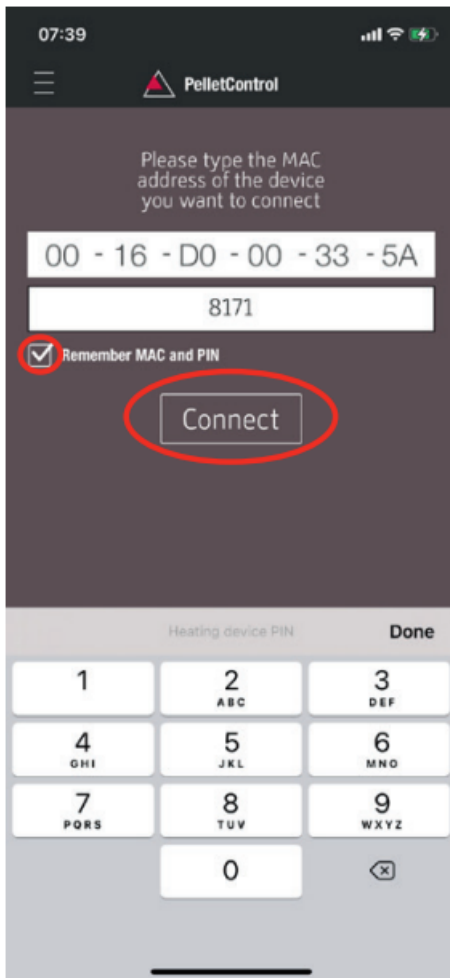 07:39
PelletControl
Please type the MAC
address of the device
you want to connect
00 - 16 - D0 - 00 - 33 - 5A
8171
Remember MAC and PIN
Connect
Heating device PIN Done
1 2 3
ABC DEF
4 5 6
GHI JKL MNO
7 8 9
PQRS TUV WXYZ
0